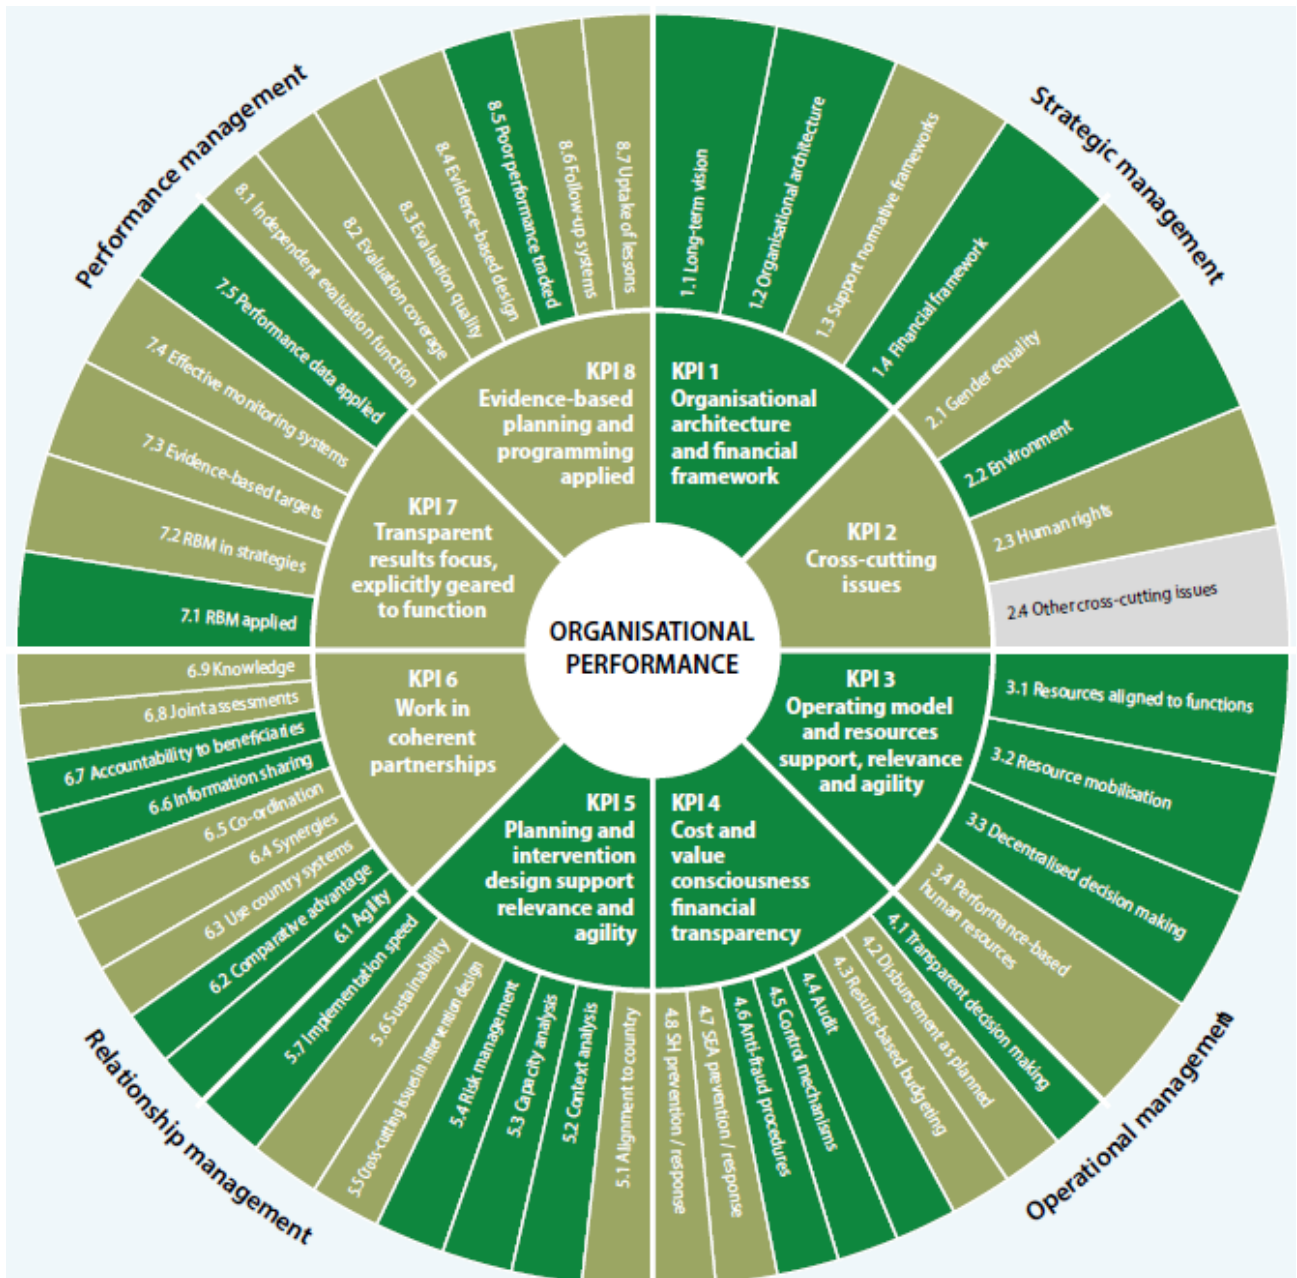 Performance management
Strategic management
Operational management
Relationship management
ORGANISATIONAL
PERFORMANCE
KPI 1
Organisational
architecture
and financial
framework
1.1 Long-term vision
1.2 Organisational architecture
1.3 Support normative frameworks
1.4 Financial framework
KPI 2
Cross-cutting
issues
2.1 Gender equality
2.2 Environment
2.3 Human rights
2.4 Other cross-cutting issues
KPI 3
Operating model
and resources
support, relevance
and agility
3.1 Resources aligned to functions
3.2 Resource mobilisation
3.3 Decentralised decision making
3.4 Performance-based
human resources
KPI 4
Cost and
value
consciousness
financial
transparency
4.1 Transparent decision making
4.2 Disbursement as planned
4.3 Results-based budgeting
4.4 Audit
4.5 Control mechanisms
4.6 Anti-fraud procedures
4.7 SEA prevention / response
4.8 SH prevention / response
KPI 5
Planning and
intervention
design support
relevance and
agility
5.1 Alignment to country
5.2 Context analysis
5.3 Capacity analysis
5.4 Risk management
5.5 Cross-cutting issues in intervention design
5.6 Sustainability
5.7 Implementation speed
KPI 6
Work in
coherent
partnerships
6.1 Agility
6.2 Comparative advantage
6.3 Use country systems
6.4 Synergies
6.5 Co-ordination
6.6 Information sharing
6.7 Accountability to beneficiaries
6.8 Joint assessments
6.9 Knowledge
KPI 7
Transparent
results focus,
explicitly geared
to function
7.1 RBM applied
7.2 RBM in strategies
7.3 Evidence-based targets
7.4 Effective monitoring systems
7.5 Performance data applied
KPI 8
Evidence-based
planning and
programming
applied
8.1 Independent evaluation function
8.2 Evaluation coverage
8.3 Evaluation quality
8.4 Evidence-based design
8.5 Poor performance tracked
8.6 Follow-up systems
8.7 Uptake of lessons